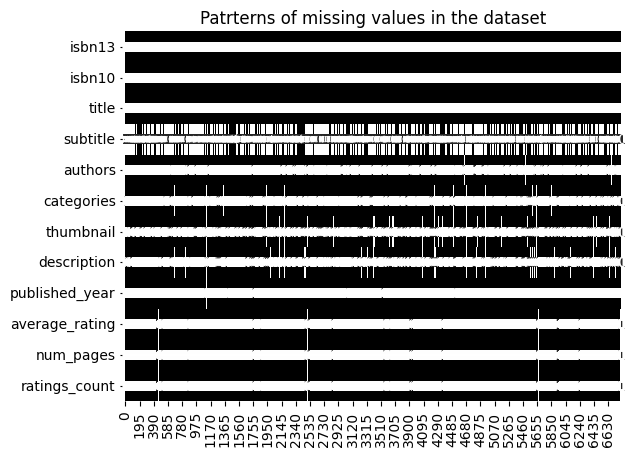 Patrterns of missing values in the dataset
isbn13
isbn10
title
subtitle
authors
categories
thumbnail
description
published_year
average_rating
num_pages
ratings_count
0
195
390
585
780
975
1170
1365
1560
1755
1950
2145
2340
2535
2730
2925
3120
3315
3510
3705
3900
4095
4290
4485
4680
4875
5070
5265
5460
5655
5850
6045
6240
6435
6630